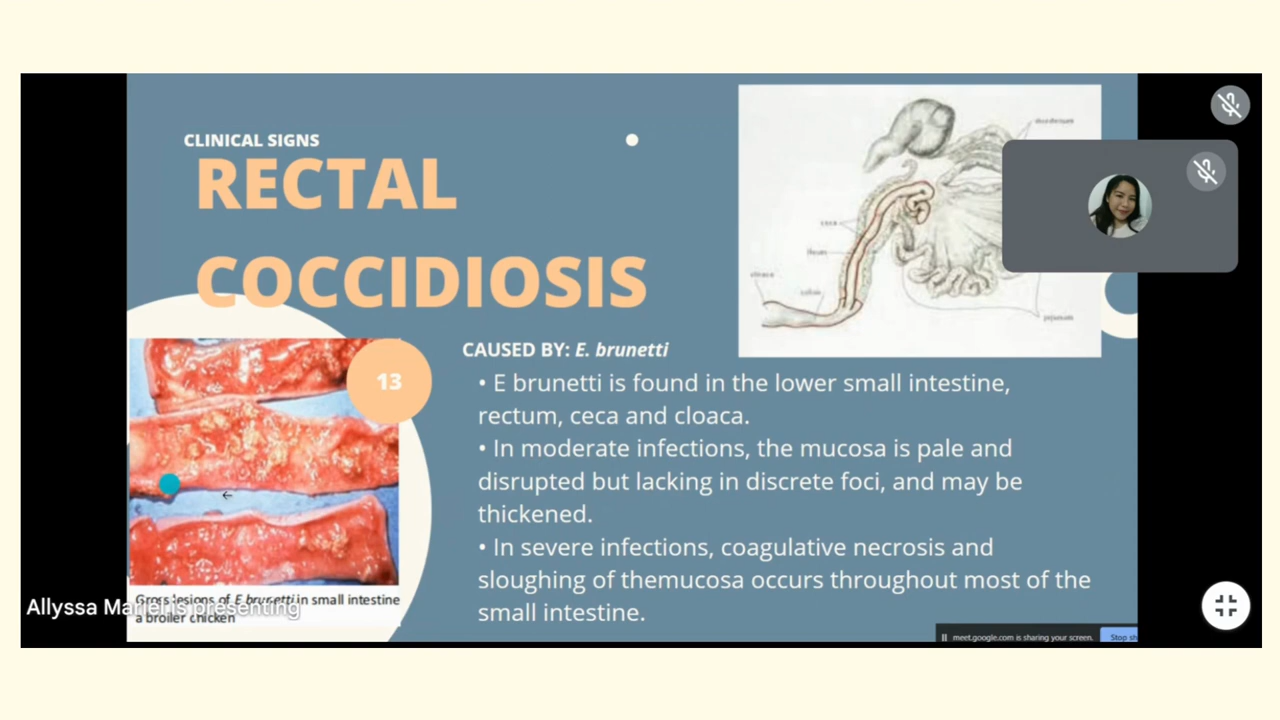 CLINICAL SIGNS
RECTAL
COCCIDIOSIS
duodenum
ceca
ileum
cloaca
colon
jejunum
13
CAUSED BY: E. brunetti
• E brunetti is found in the lower small intestine,
rectum, ceca and cloaca.
• In moderate infections, the mucosa is pale and
disrupted but lacking in discrete foci, and may be
thickened.
• In severe infections, coagulative necrosis and
sloughing of themucosa occurs throughout most of the
small intestine.
Gross lesions of E brunetti in small intestine
a broiler chicken
Allyssa Mariel is presenting
meet.google.com is sharing your screen.
Stop sh